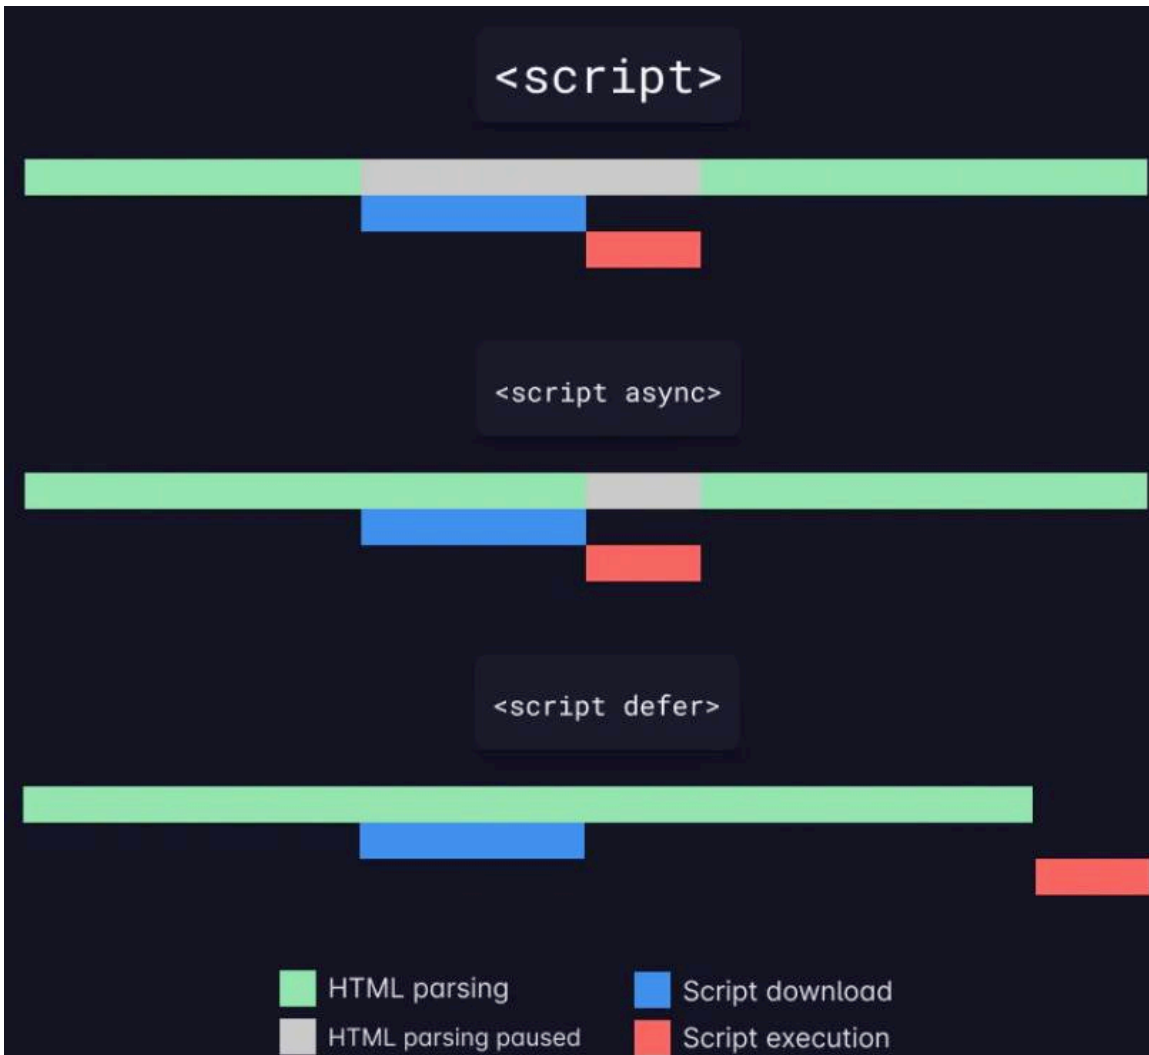 <script>
<script async>
<script defer>
HTML parsing
Script download
HTML parsing paused
Script execution